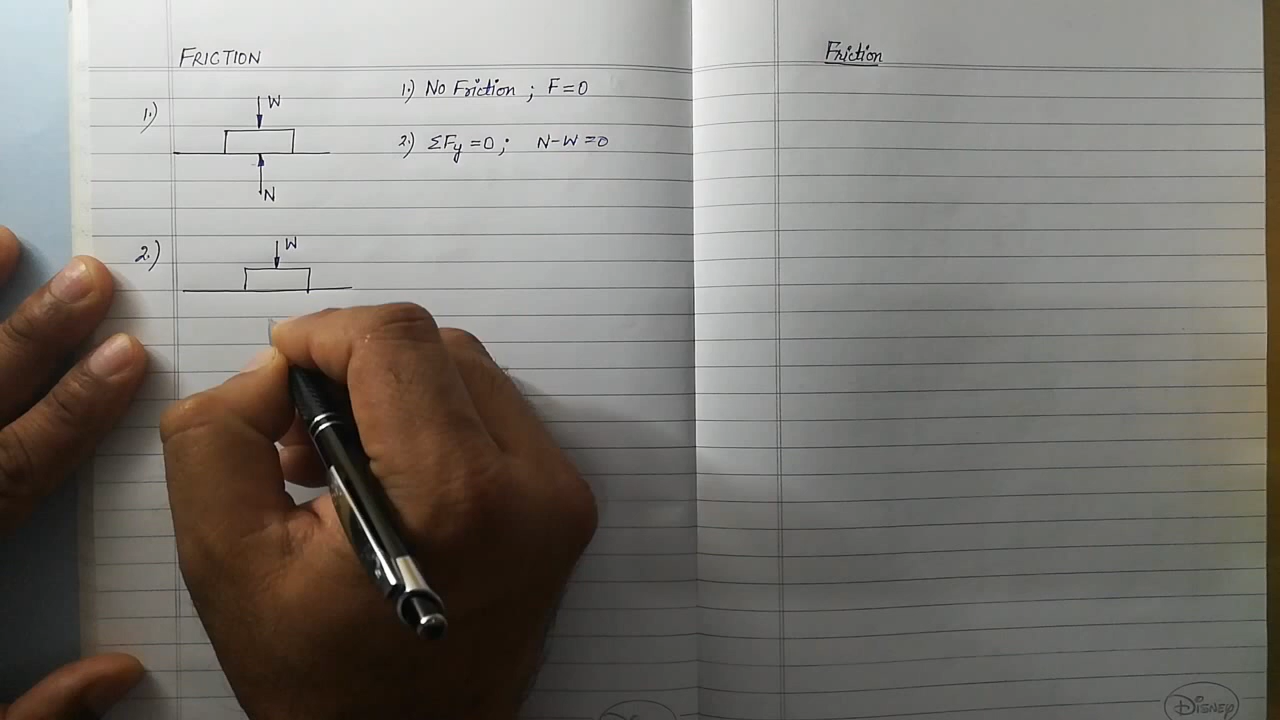 FRICTION
1.)
W
N
1.) No Friction ; F=0
2.) ΣFy =0 ; N-W=0
2.)
W
Friction
DISNEY